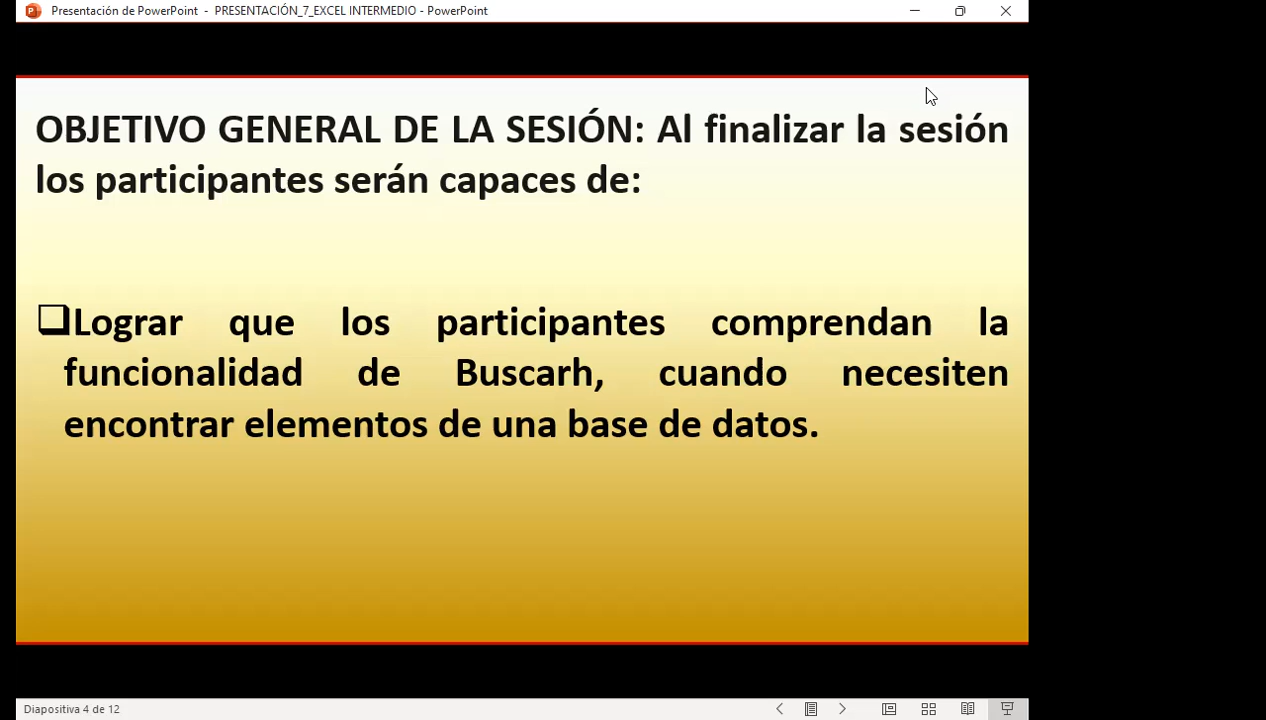 Presentación de PowerPoint - PRESENTACIÓN_7_EXCEL INTERMEDIO - PowerPoint
OBJETIVO GENERAL DE LA SESIÓN: Al finalizar la sesión
los participantes serán capaces de:
Lograr que los participantes comprendan la
funcionalidad de Buscarh, cuando necesiten
encontrar elementos de una base de datos.
Diapositiva 4 de 12